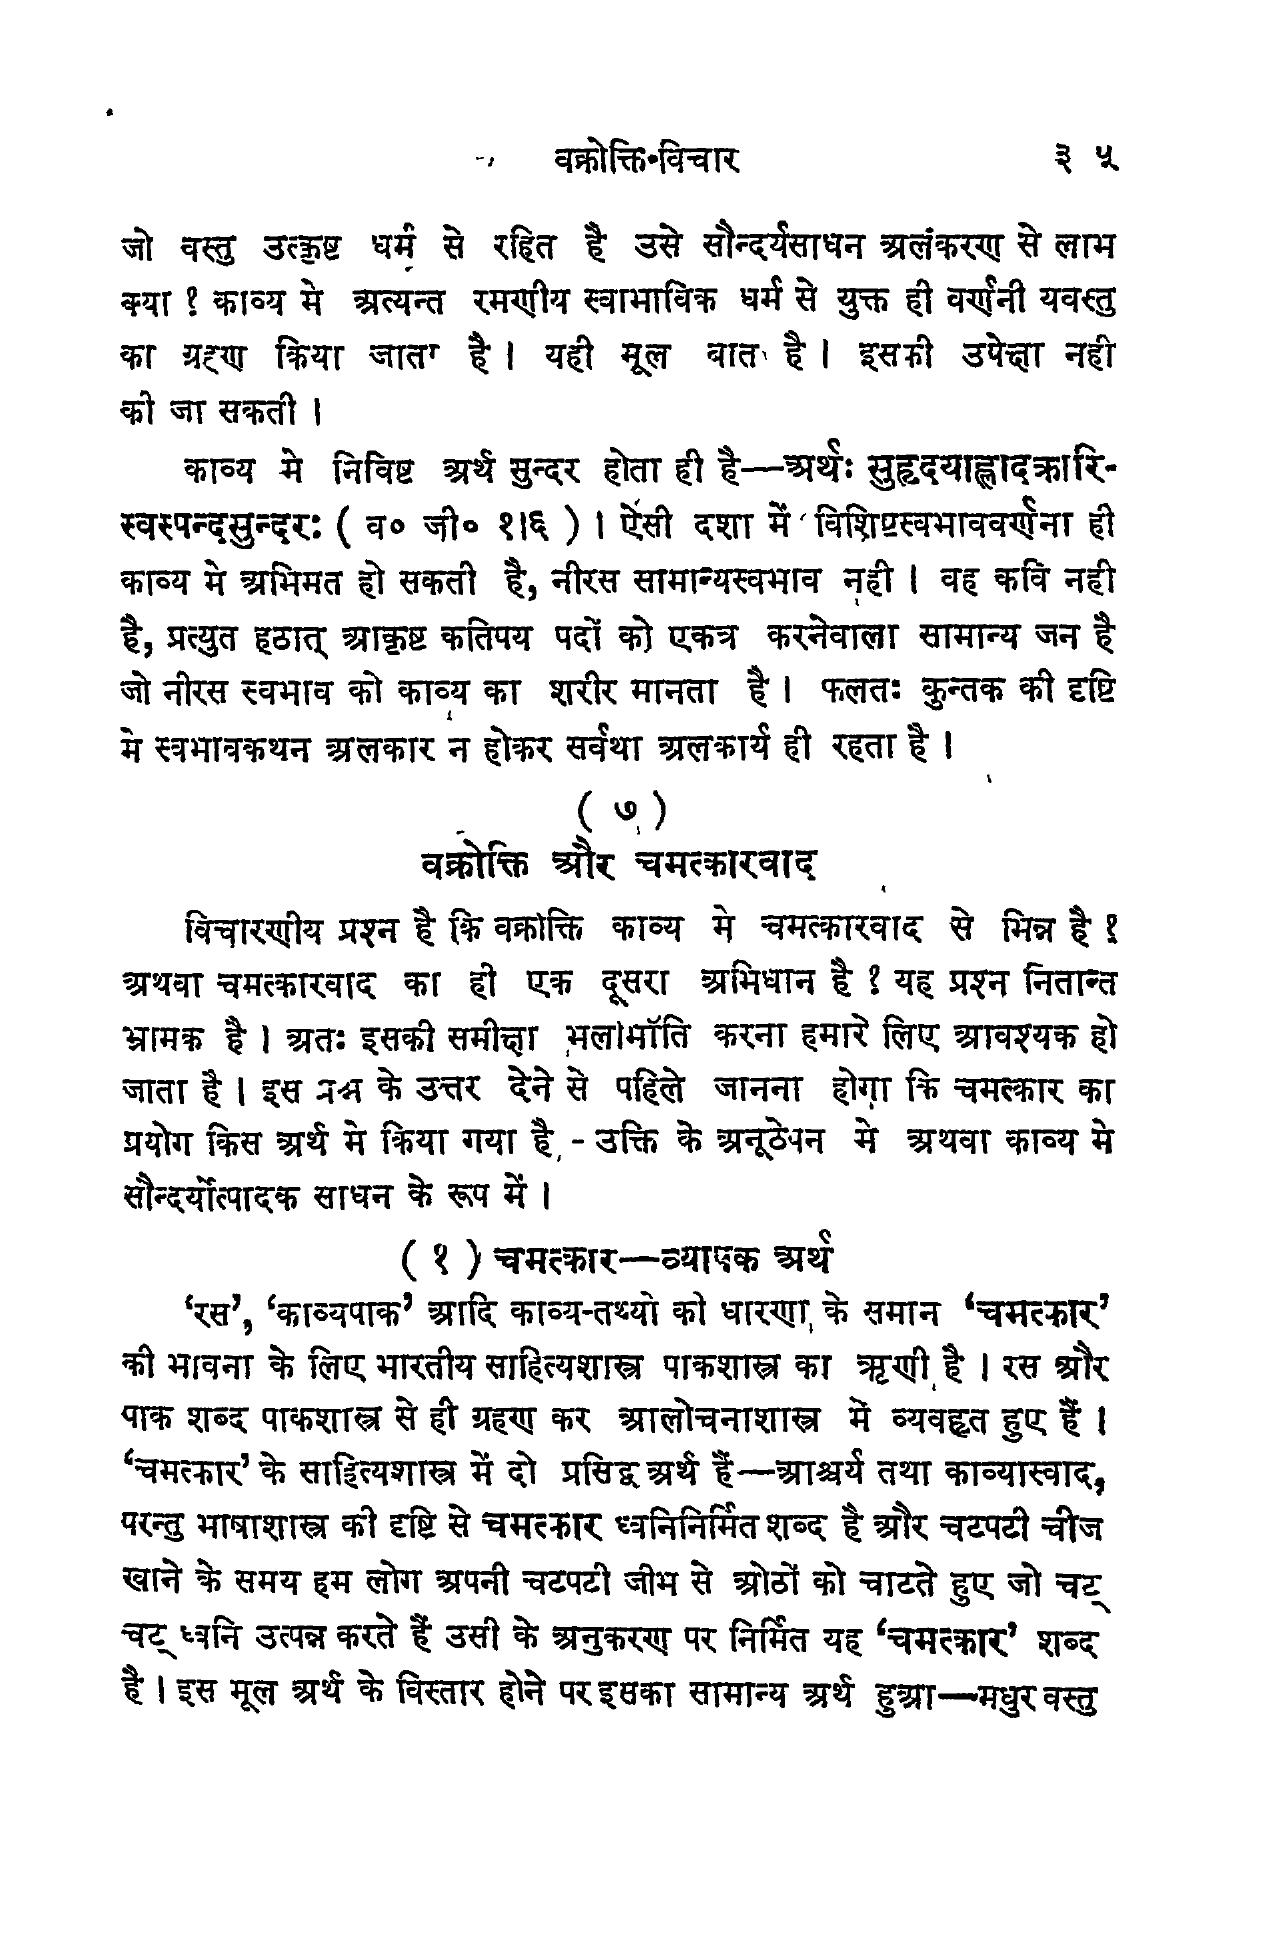 वक्रोक्ति-विचार ३५
जो वस्तु उत्कृष्ट धर्म से रहित है उसे सौन्दर्यसाधन अलंकरण से लाभ
क्या ? काव्य मे अत्यन्त रमणीय स्वाभाविक धर्म से युक्त ही वर्णनी यवस्तु
का ग्रहण किया जाता है । यही मूल बात है । इसकी उपेक्षा नही
की जा सकती ।
काव्य मे निविष्ट अर्थ सुन्दर होता ही है—अर्थः सुहृदयाह्लादकारि-
स्वस्पन्दसुन्दरः ( व० जी० १।६ ) । ऐसी दशा में विशिष्टस्वभाववर्णना ही
काव्य मे अभिमत हो सकती है, नीरस सामान्यस्वभाव नही । वह कवि नही
है, प्रत्युत हठात् आकृष्ट कतिपय पदों को एकत्र करनेवाला सामान्य जन है
जो नीरस स्वभाव को काव्य का शरीर मानता है । फलतः कुन्तक की दृष्टि
मे स्वभावकथन अलकार न होकर सर्वथा अलकार्य ही रहता है ।
( ७ )
वक्रोक्ति और चमत्कारवाद
विचारणीय प्रश्न है कि वक्रोक्ति काव्य मे चमत्कारवाद से भिन्न है ?
अथवा चमत्कारवाद का ही एक दूसरा अभिधान है ? यह प्रश्न नितान्त
भ्रामक है । अतः इसकी समीक्षा भलीभाँति करना हमारे लिए आवश्यक हो
जाता है । इस प्रश्न के उत्तर देने से पहिले जानना होगा कि चमत्कार का
प्रयोग किस अर्थ मे किया गया है, - उक्ति के अनूठेपन मे अथवा काव्य मे
सौन्दर्योत्पादक साधन के रूप में ।
( १ ) चमत्कार—व्यापक अर्थ
‘रस’, ‘काव्यपाक’ आदि काव्य-तथ्यो की धारणा के समान ‘चमत्कार’
की भावना के लिए भारतीय साहित्यशास्त्र पाकशास्त्र का ऋणी है । रस और
पाक शब्द पाकशास्त्र से ही ग्रहण कर आलोचनाशास्त्र में व्यवहृत हुए हैं ।
‘चमत्कार’ के साहित्यशास्त्र में दो प्रसिद्ध अर्थ हैं—आश्चर्य तथा काव्यास्वाद,
परन्तु भाषाशास्त्र की दृष्टि से चमत्कार ध्वनिनिर्मित शब्द है और चटपटी चीज
खाने के समय हम लोग अपनी चटपटी जीभ से ओठों को चाटते हुए जो चट्
चट् ध्वनि उत्पन्न करते हैं उसी के अनुकरण पर निर्मित यह ‘चमत्कार’ शब्द
है । इस मूल अर्थ के विस्तार होने पर इसका सामान्य अर्थ हुआ—मधुर वस्तु